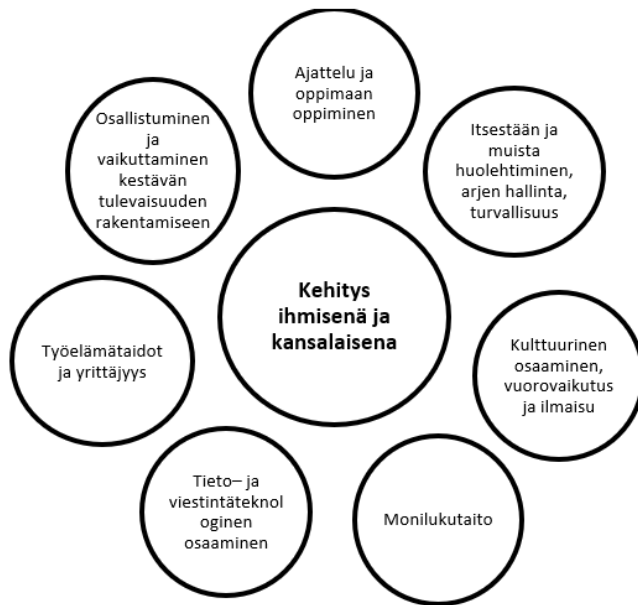 Ajattelu ja
oppimaan
oppiminen
Itsestään ja
muista
huolehtiminen,
arjen hallinta,
turvallisuus
Kulttuurinen
osaaminen,
vuorovaikutus
ja ilmaisu
Monilukutaito
Tieto– ja
viestintäteknol
oginen
osaaminen
Työelämätaidot
ja yrittäjyys
Osallistuminen
ja
vaikuttaminen
kestävän
tulevaisuuden
rakentamiseen
Kehitys
ihmisenä ja
kansalaisena